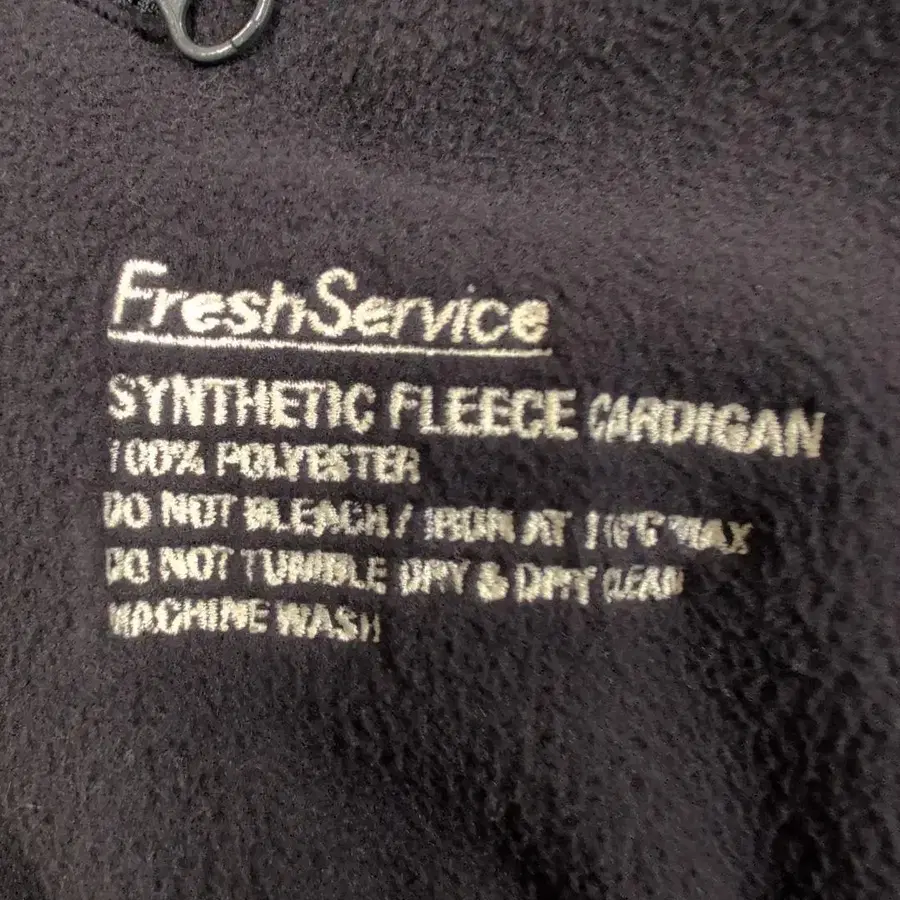 FreshService
SYNTHETIC FLEECE CARDIGAN
100% POLYESTER
DO NOT BLEACH / IRON AT 110°C MAX
DO NOT TUMBLE DRY & DRY CLEAN
MACHINE WASH